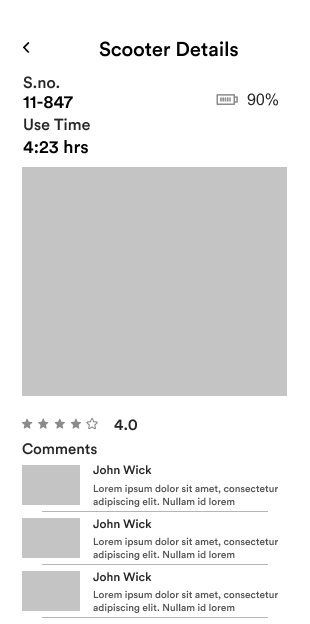 Scooter Details
S.no.
11-847
90%
Use Time
4:23 hrs
4.0
Comments
John Wick
Lorem ipsum dolor sit amet, consectetur
adipiscing elit. Nullam id lorem
John Wick
Lorem ipsum dolor sit amet, consectetur
adipiscing elit. Nullam id lorem
John Wick
Lorem ipsum dolor sit amet, consectetur
adipiscing elit. Nullam id lorem